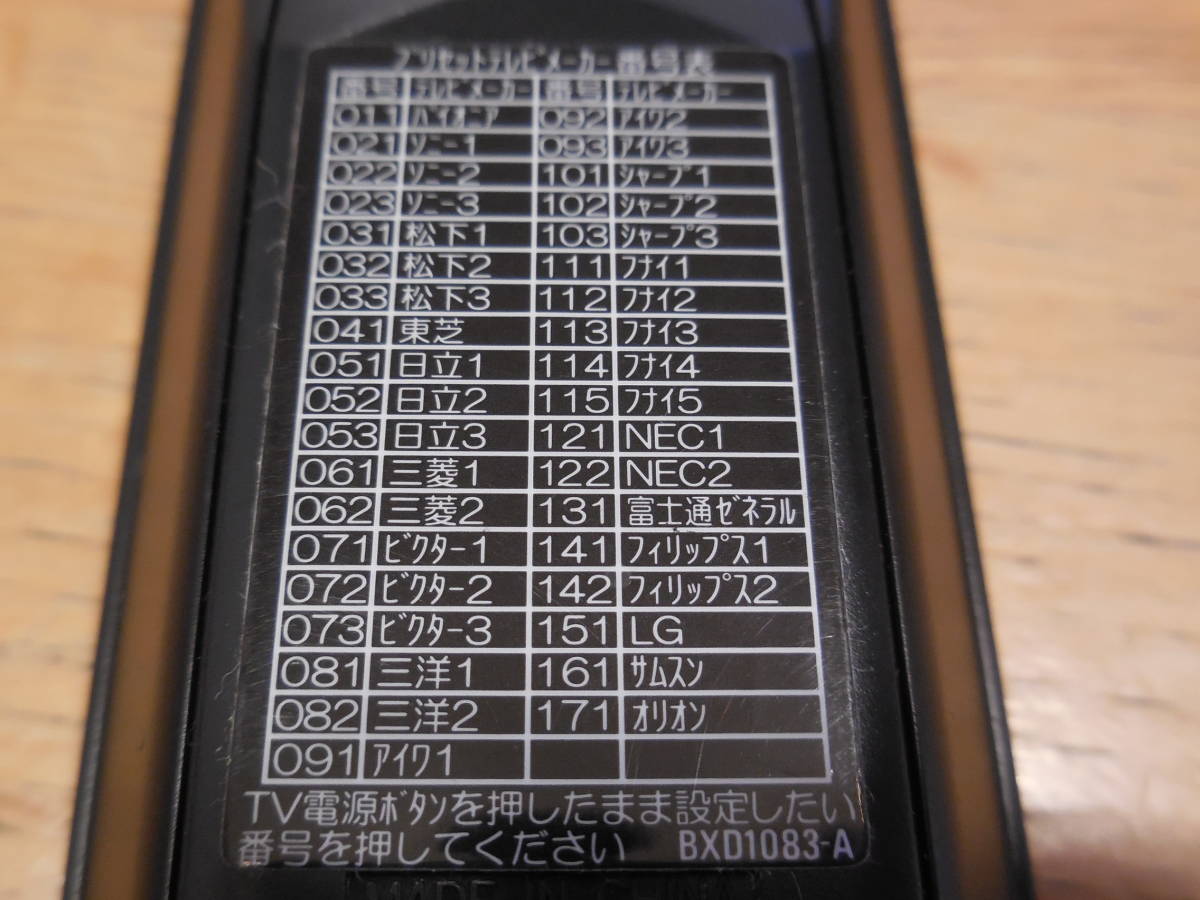 プリセットテレビメーカー番号表
番号 テレビメーカー 番号 テレビメーカー
011 パイオニア 092 アイワ2
021 ソニー1 093 アイワ3
022 ソニー2 101 シャープ1
023 ソニー3 102 シャープ2
031 松下1 103 シャープ3
032 松下2 111 フナイ1
033 松下3 112 フナイ2
041 東芝 113 フナイ3
051 日立1 114 フナイ4
052 日立2 115 フナイ5
053 日立3 121 NEC1
061 三菱1 122 NEC2
062 三菱2 131 富士通ゼネラル
071 ビクター1 141 フィリップス1
072 ビクター2 142 フィリップス2
073 ビクター3 151 LG
081 三洋1 161 サムスン
082 三洋2 171 オリオン
091 アイワ1
TV電源ボタンを押したまま設定したい
番号を押してください BXD1083-A
MADE IN CHINA